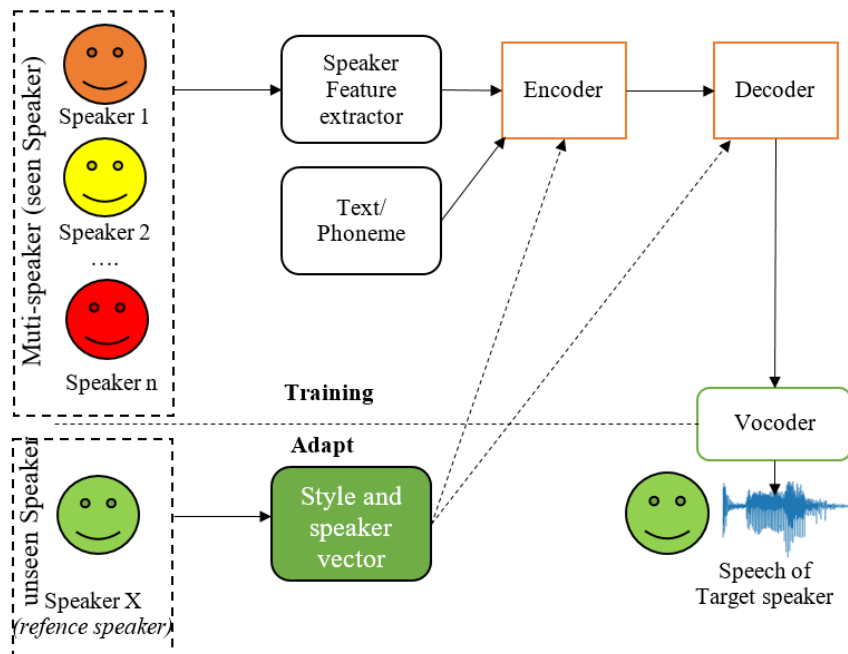 Muti-speaker (seen Speaker)
Speaker 1
Speaker 2
....
Speaker n
Speaker
Feature
extractor
Text/
Phoneme
Encoder
Decoder
Training
Adapt
Vocoder
unseen Speaker
Speaker X
(refence speaker)
Style and
speaker
vector
Speech of
Target speaker